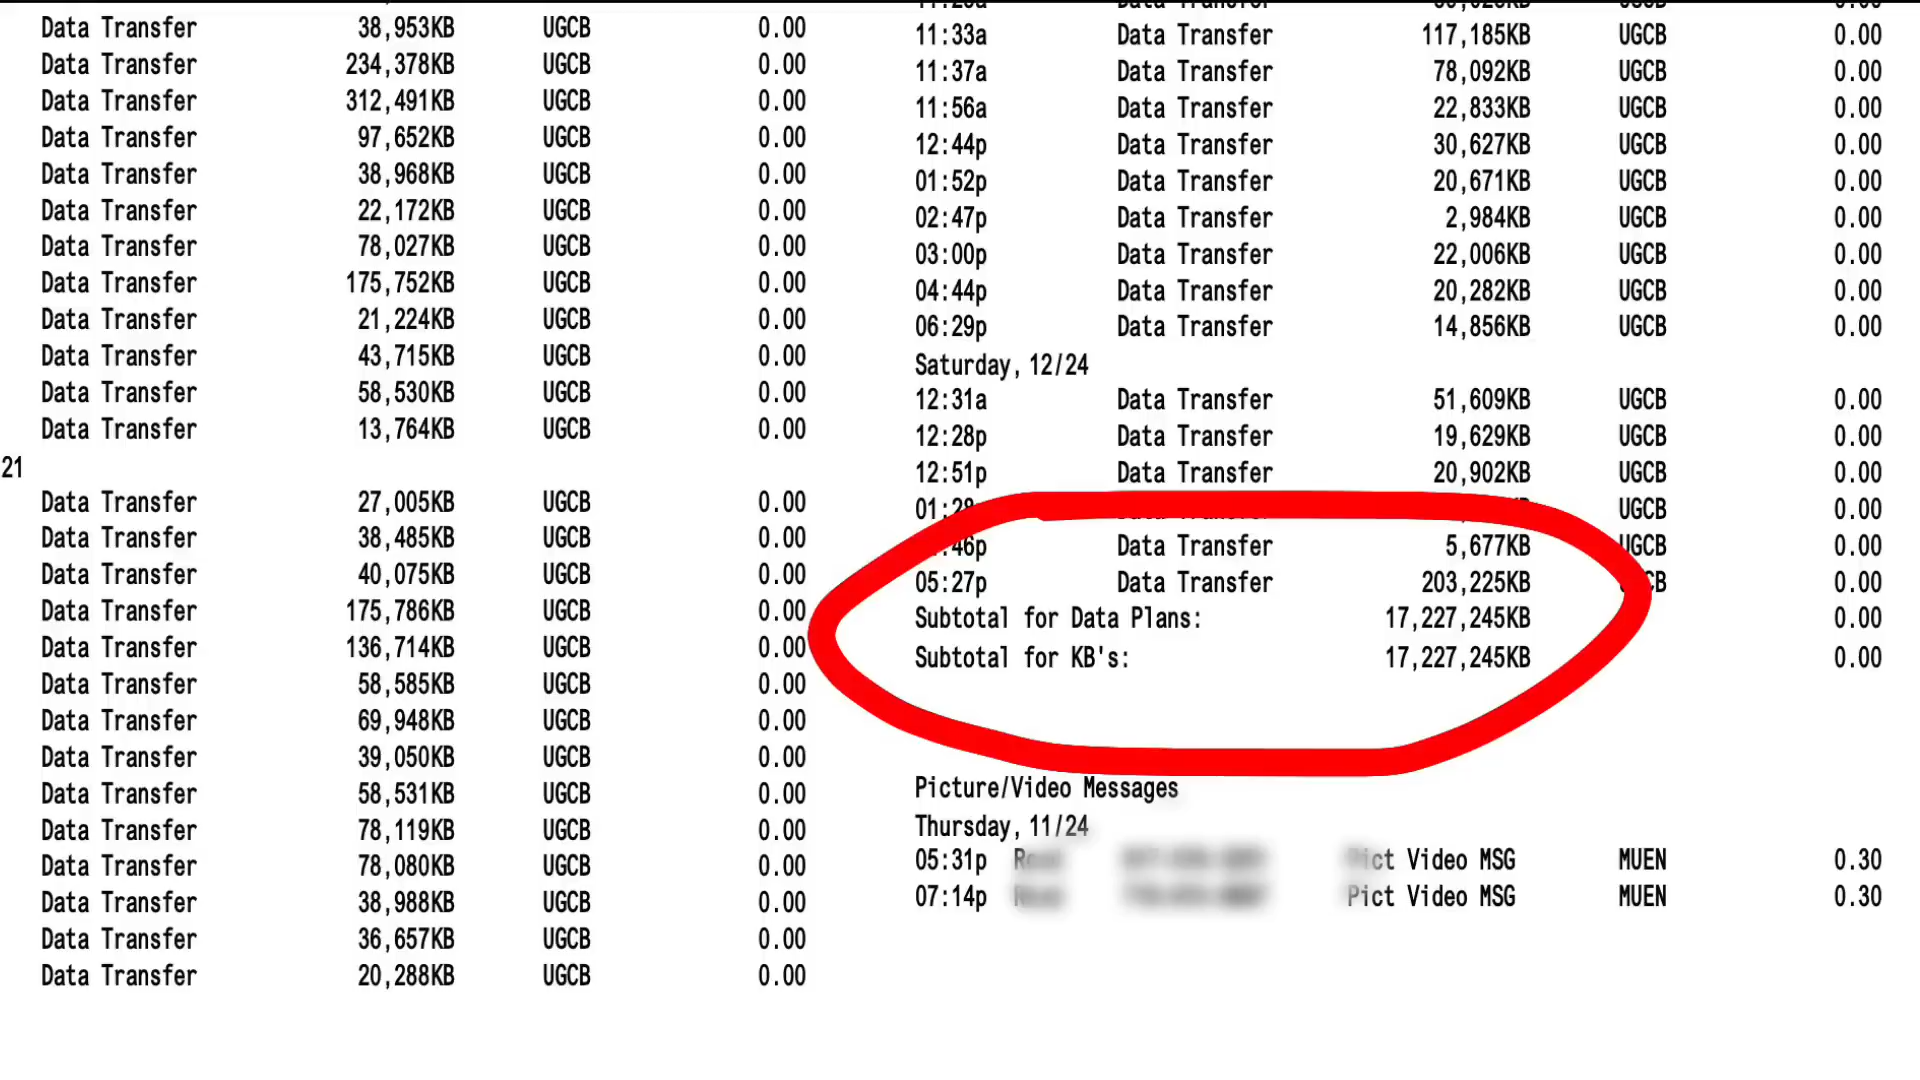 Data Transfer 38,953KB UGCB 0.00
Data Transfer 234,378KB UGCB 0.00
Data Transfer 312,491KB UGCB 0.00
Data Transfer 97,652KB UGCB 0.00
Data Transfer 38,968KB UGCB 0.00
Data Transfer 22,172KB UGCB 0.00
Data Transfer 78,027KB UGCB 0.00
Data Transfer 175,752KB UGCB 0.00
Data Transfer 21,224KB UGCB 0.00
Data Transfer 43,715KB UGCB 0.00
Data Transfer 58,530KB UGCB 0.00
Data Transfer 13,764KB UGCB 0.00
21
Data Transfer 27,005KB UGCB 0.00
Data Transfer 38,485KB UGCB 0.00
Data Transfer 40,075KB UGCB 0.00
Data Transfer 175,786KB UGCB 0.00
Data Transfer 136,714KB UGCB 0.00
Data Transfer 58,585KB UGCB 0.00
Data Transfer 69,948KB UGCB 0.00
Data Transfer 39,050KB UGCB 0.00
Data Transfer 58,531KB UGCB 0.00
Data Transfer 78,119KB UGCB 0.00
Data Transfer 78,080KB UGCB 0.00
Data Transfer 38,988KB UGCB 0.00
Data Transfer 36,657KB UGCB 0.00
Data Transfer 20,288KB UGCB 0.00
11:33a Data Transfer 117,185KB UGCB 0.00
11:37a Data Transfer 78,092KB UGCB 0.00
11:56a Data Transfer 22,833KB UGCB 0.00
12:44p Data Transfer 30,627KB UGCB 0.00
01:52p Data Transfer 20,671KB UGCB 0.00
02:47p Data Transfer 2,984KB UGCB 0.00
03:00p Data Transfer 22,006KB UGCB 0.00
04:44p Data Transfer 20,282KB UGCB 0.00
06:29p Data Transfer 14,856KB UGCB 0.00
Saturday, 12/24
12:31a Data Transfer 51,609KB UGCB 0.00
12:28p Data Transfer 19,629KB UGCB 0.00
12:51p Data Transfer 20,902KB UGCB 0.00
UGCB 0.00
46p Data Transfer 5,677KB UGCB 0.00
05:27p Data Transfer 203,225KB 0.00
Subtotal for Data Plans: 17,227,245KB 0.00
Subtotal for KB's: 17,227,245KB 0.00
Picture/Video Messages
Thursday, 11/24
05:31p Pict Video MSG MUEN 0.30
07:14p Pict Video MSG MUEN 0.30